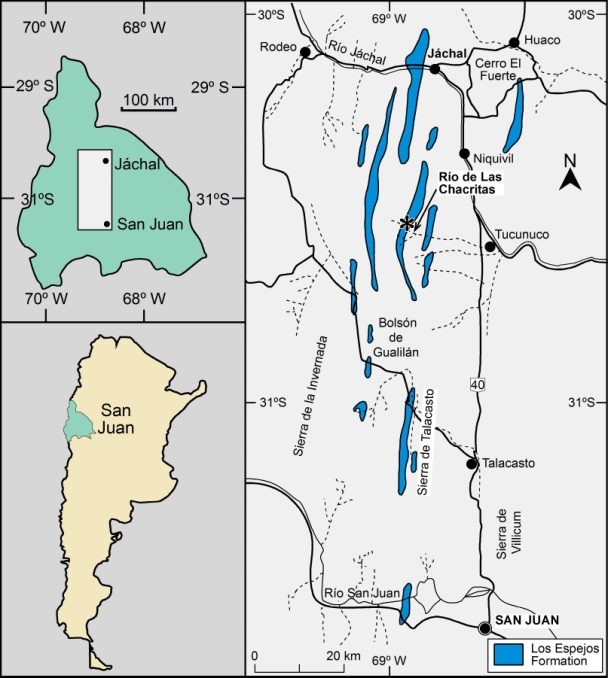 70º W
68º W
29º S
29º S
100 km
Jáchal
31ºS
31ºS
San Juan
70º W
68º W
San
Juan
30ºS
69º W
30ºS
Rodeo
Río Jáchal
Jáchal
Huaco
Cerro El
Fuerte
Niquivil
N
Río de Las
Chacritas
*
Tucunuco
Bolsón
de
Gualilán
Sierra de la Invernada
40
31ºS
31ºS
Sierra de Talacasto
Talacasto
Sierra de
Villicum
Río San Juan
SAN JUAN
0
20 km
69º W
Los Espejos
Formation